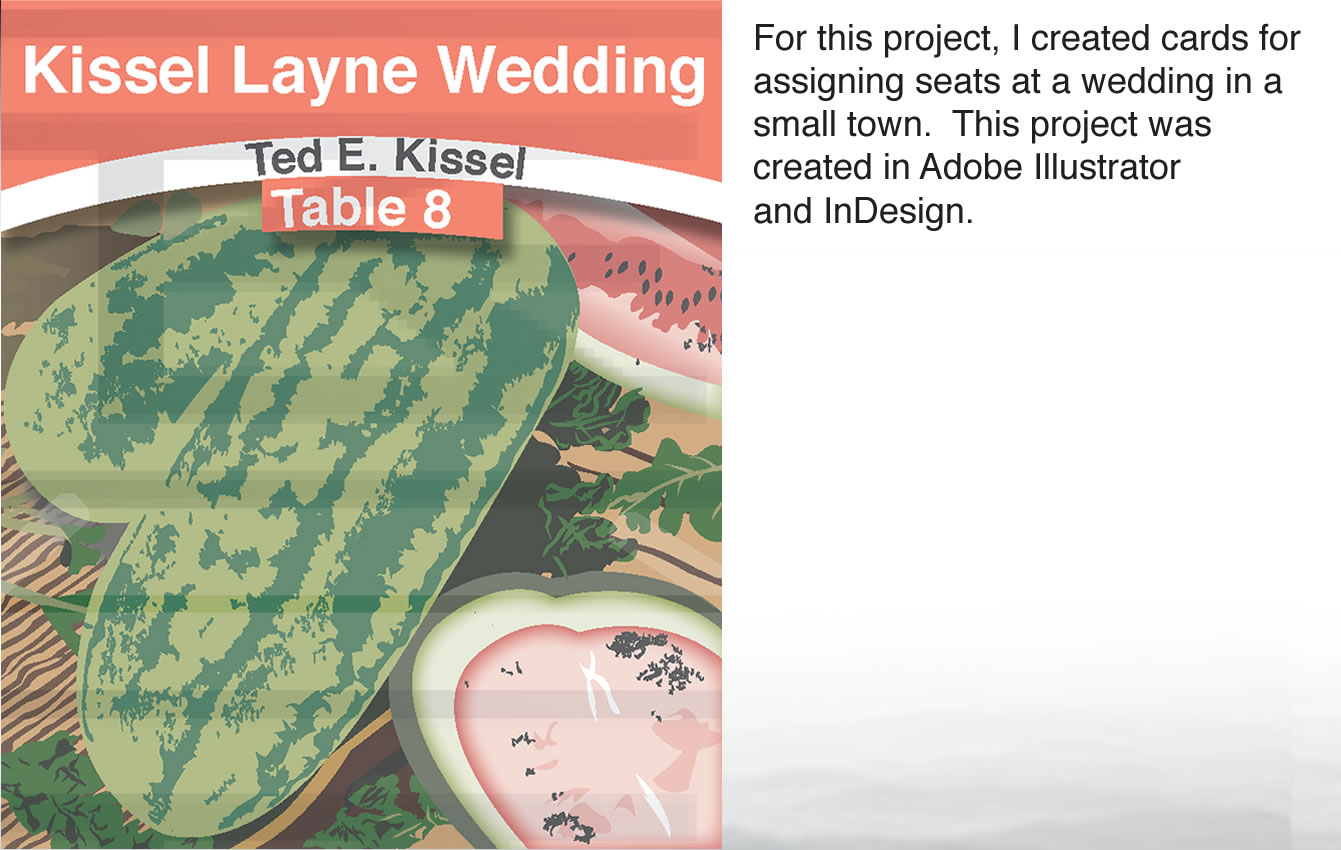 Kissel Layne Wedding
Ted E. Kissel
Table 8
For this project, I created cards for
assigning seats at a wedding in a
small town.  This project was
created in Adobe Illustrator
and InDesign.